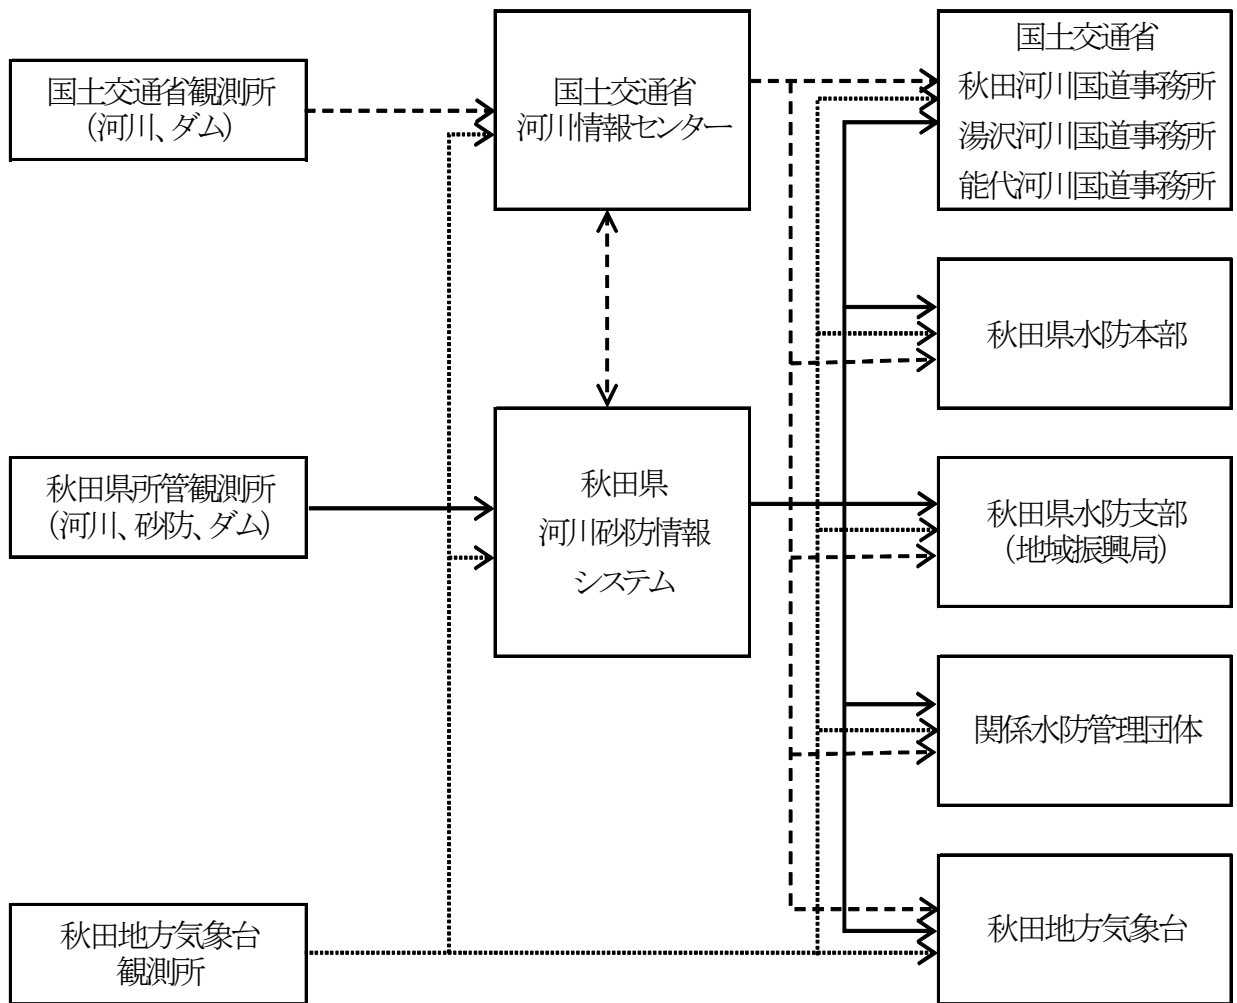 国土交通省観測所
（河川、ダム）
国土交通省
河川情報センター
国土交通省
秋田河川国道事務所
湯沢河川国道事務所
能代河川国道事務所
秋田県水防本部
秋田県所管観測所
（河川、砂防、ダム）
秋田県
河川砂防情報
システム
秋田県水防支部
（地域振興局）
関係水防管理団体
秋田地方気象台
観測所
秋田地方気象台